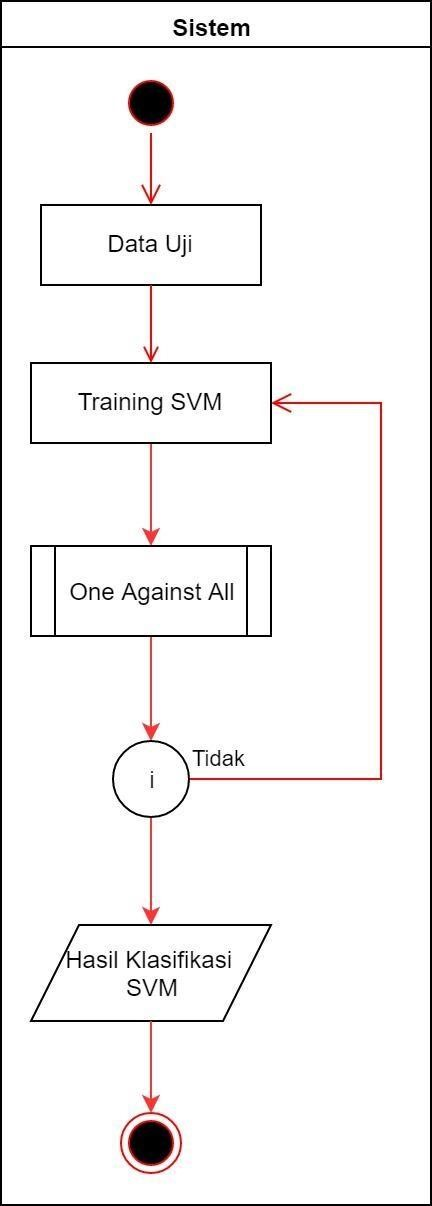 Sistem
Data Uji
Training SVM
One Against All
Tidak
i
Hasil Klasifikasi
SVM